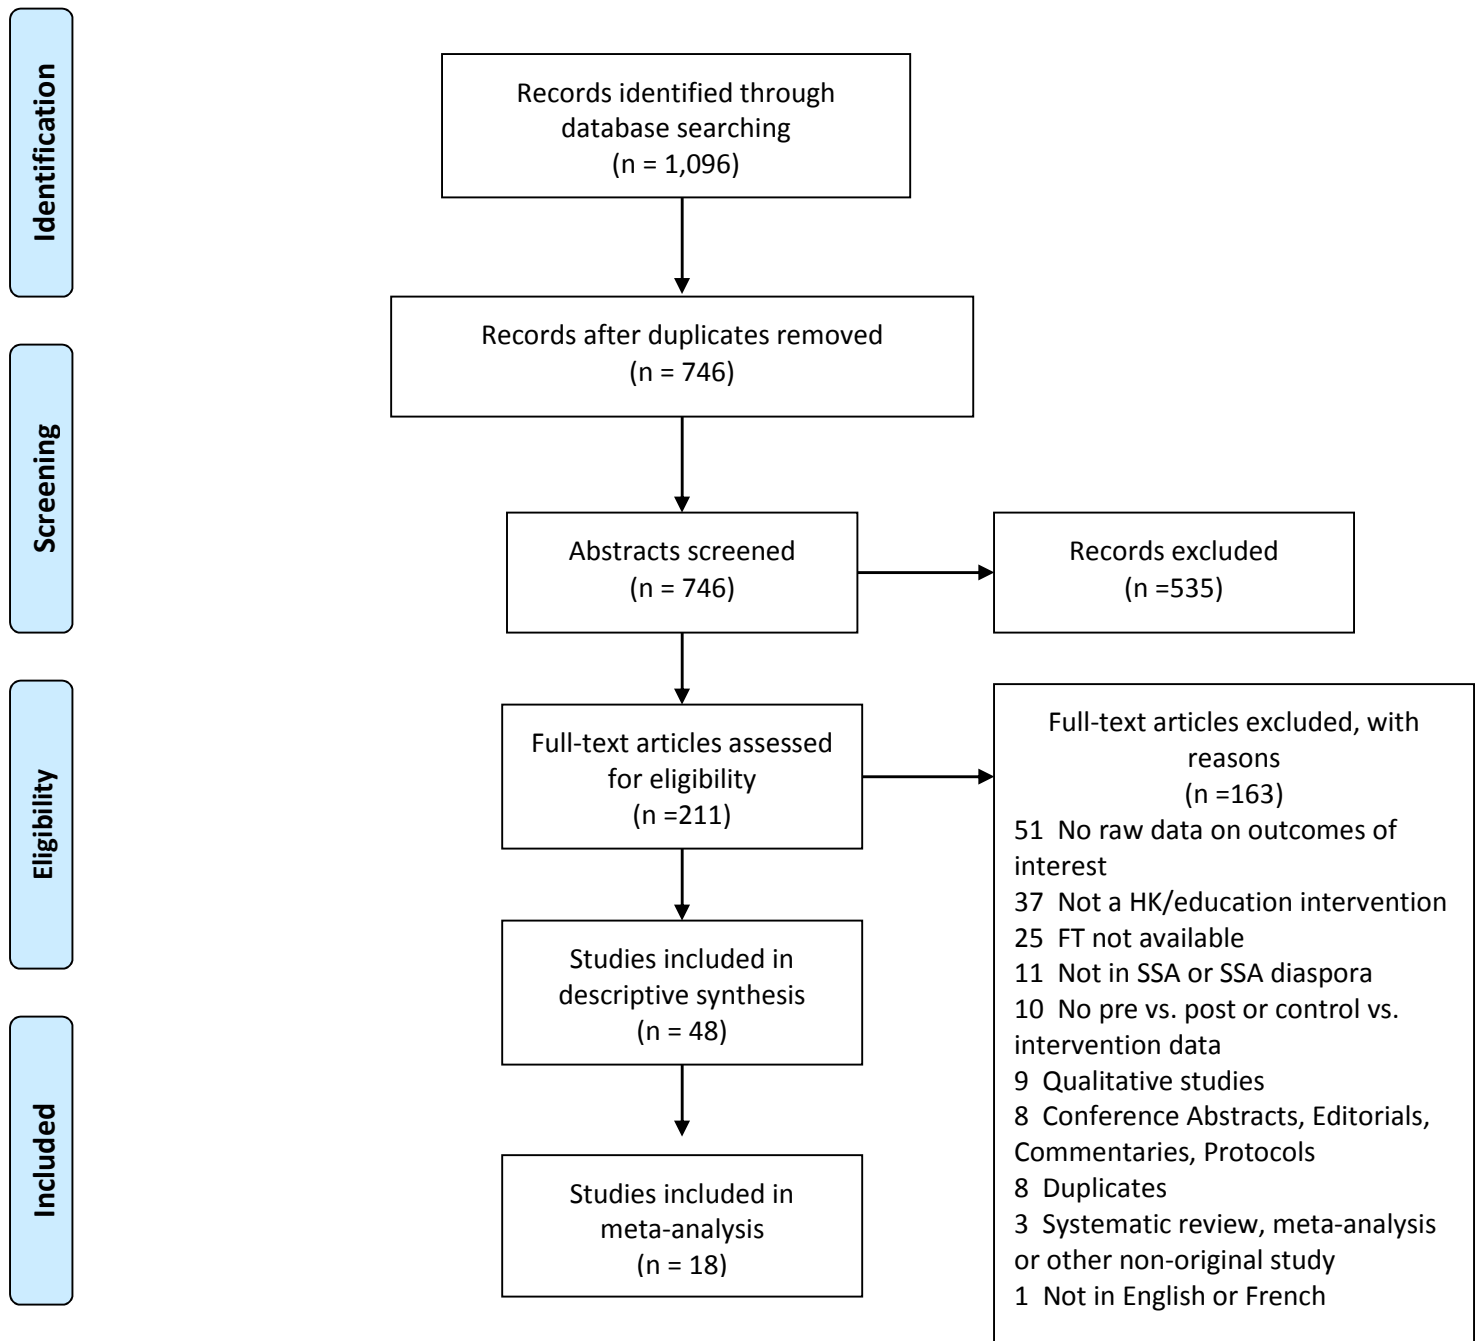 Identification
Records identified through
database searching
(n = 1,096)
Records after duplicates removed
(n = 746)
Screening
Abstracts screened
(n = 746)
Records excluded
(n =535)
Eligibility
Full-text articles assessed
for eligibility
(n =211)
Full-text articles excluded, with
reasons
(n =163)
51 No raw data on outcomes of
interest
37 Not a HK/education intervention
25 FT not available
11 Not in SSA or SSA diaspora
10 No pre vs. post or control vs.
intervention data
9 Qualitative studies
8 Conference Abstracts, Editorials,
Commentaries, Protocols
8 Duplicates
3 Systematic review, meta-analysis
or other non-original study
1 Not in English or French
Studies included in
descriptive synthesis
(n = 48)
Included
Studies included in
meta-analysis
(n = 18)